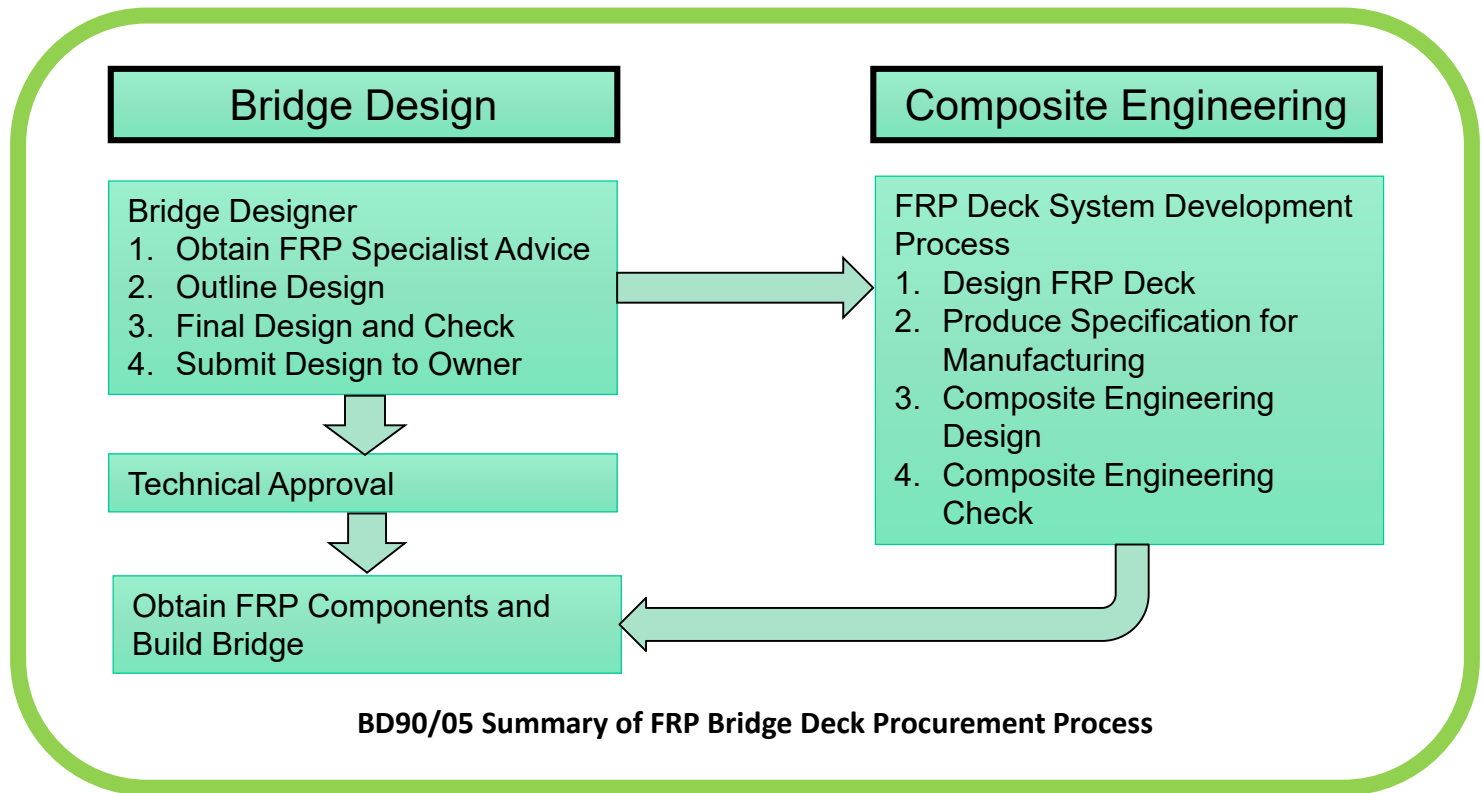 Bridge Design
Composite Engineering
Bridge Designer
1. Obtain FRP Specialist Advice
2. Outline Design
3. Final Design and Check
4. Submit Design to Owner
FRP Deck System Development
Process
1. Design FRP Deck
2. Produce Specification for
Manufacturing
3. Composite Engineering
Design
4. Composite Engineering
Check
Technical Approval
Obtain FRP Components and
Build Bridge
BD90/05 Summary of FRP Bridge Deck Procurement Process